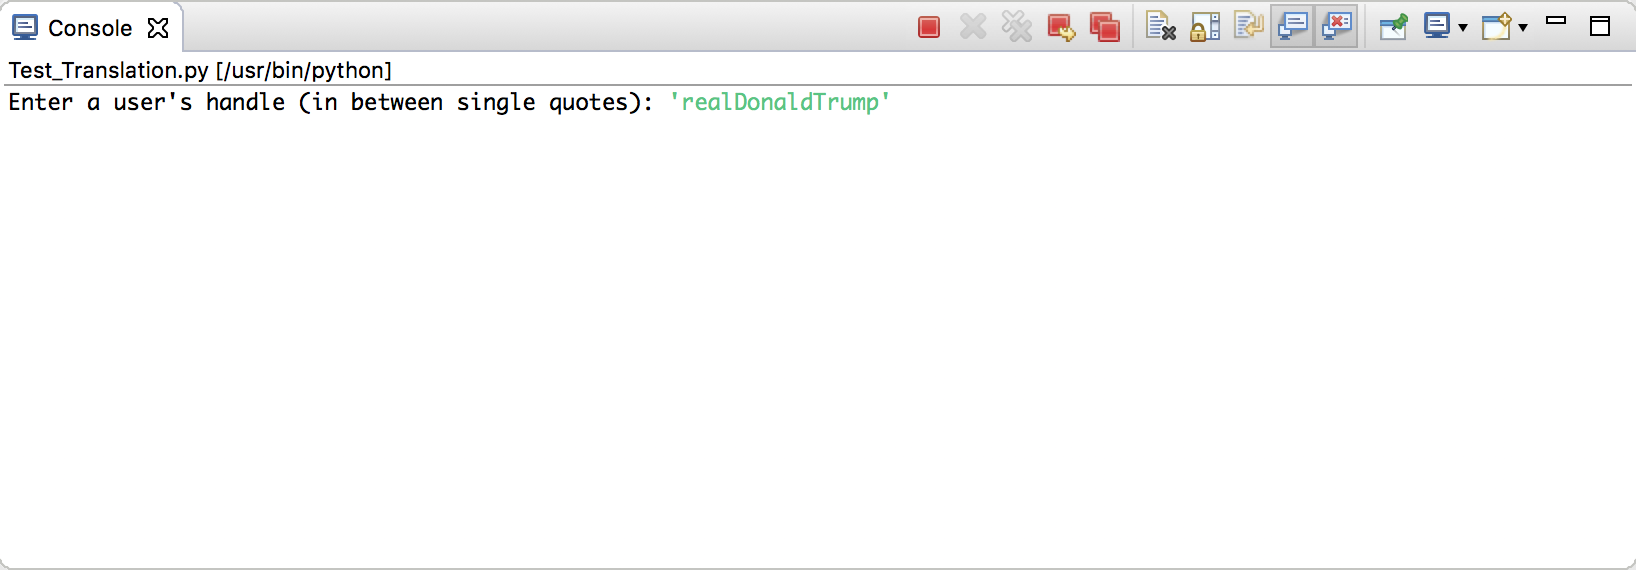 Console
Test_Translation.py [/usr/bin/python]
Enter a user's handle (in between single quotes): 'realDonaldTrump'